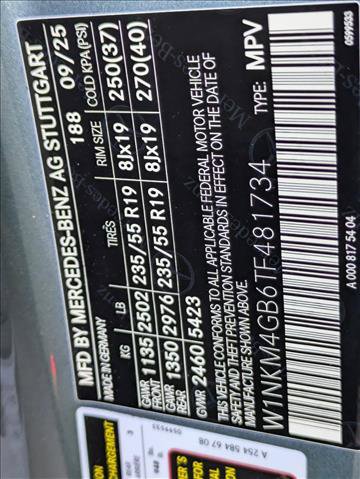 MFD BY MERCEDES-BENZ AG STUTTGART
MADE IN GERMANY 188 09/25
KG LB TIRES RIM SIZE COLD KPA(PSI)
GAWR FRONT 1135 2502 235/55 R19 8Jx19 250(37)
GAWR REAR 1350 2976 235/55 R19 8Jx19 270(40)
GVWR 2460 5423
THIS VEHICLE CONFORMS TO ALL APPLICABLE FEDERAL MOTOR VEHICLE
SAFETY AND THEFT PREVENTION STANDARDS IN EFFECT ON THE DATE OF
MANUFACTURE SHOWN ABOVE.
W1NKM4GB6TF481734 TYPE: MPV
A 000 817 54 04
0599533
0599533
A 254 584 67 08